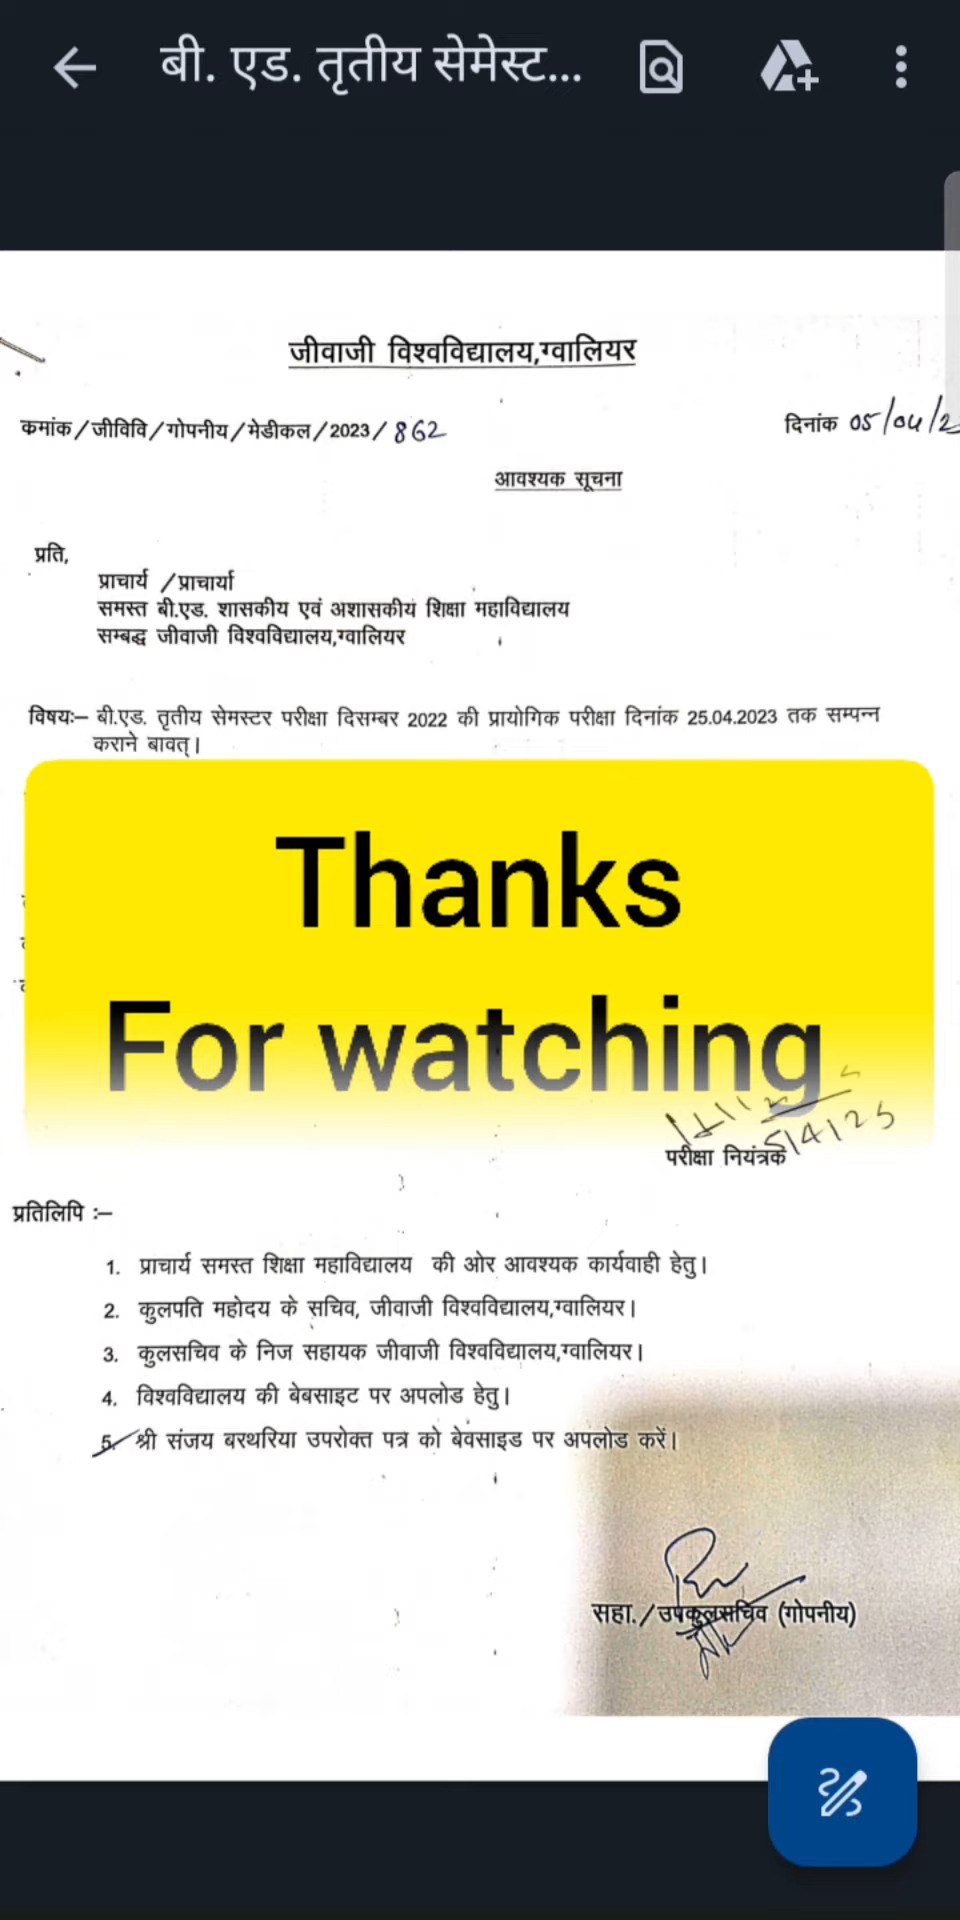 बी. एड. तृतीय सेमेस्ट...
जीवाजी विश्वविद्यालय,ग्वालियर
कमांक/जीविवि/गोपनीय/मेडीकल/2023/862
दिनांक 05/04/2
आवश्यक सूचना
प्रति,
प्राचार्य /प्राचार्या
समस्त बी.एड. शासकीय एवं अशासकीय शिक्षा महाविद्यालय
सम्बद्ध जीवाजी विश्वविद्यालय,ग्वालियर
विषयः– बी.एड. तृतीय सेमस्टर परीक्षा दिसम्बर 2022 की प्रायोगिक परीक्षा दिनांक 25.04.2023 तक सम्पन्न
कराने बावत्।
Thanks
For watching
परीक्षा नियंत्रक
प्रतिलिपि :–
1. प्राचार्य समस्त शिक्षा महाविद्यालय की ओर आवश्यक कार्यवाही हेतु।
2. कुलपति महोदय के सचिव, जीवाजी विश्वविद्यालय,ग्वालियर।
3. कुलसचिव के निज सहायक जीवाजी विश्वविद्यालय,ग्वालियर।
4. विश्वविद्यालय की बेबसाइट पर अपलोड हेतु।
5. श्री संजय बरथरिया उपरोक्त पत्र को बेवसाइड पर अपलोड करें।
सहा./उपकुलसचिव (गोपनीय)